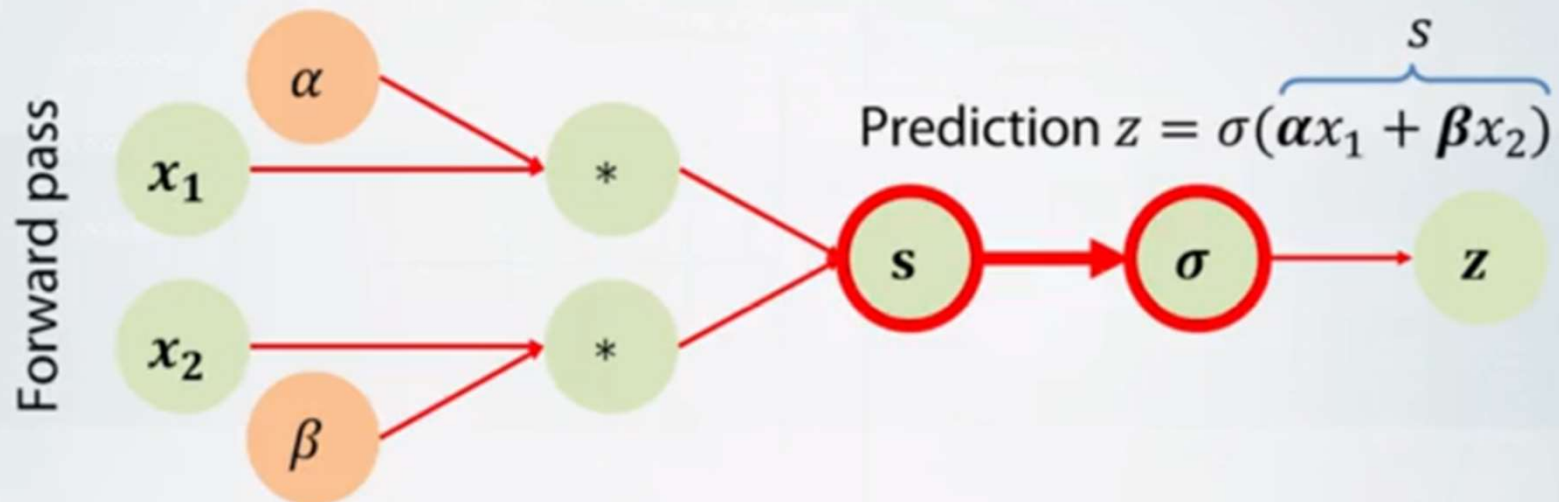 Forward pass
α
x₁
*
x₂
β
*
s
σ
z
s
Prediction z = σ(αx₁ + βx₂)